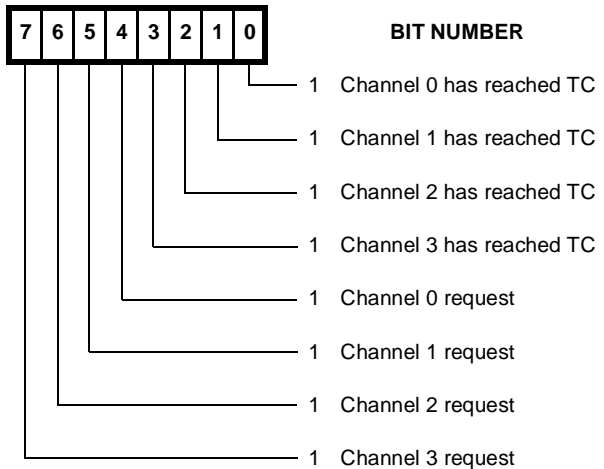 7 6 5 4 3 2 1 0 BIT NUMBER
1 Channel 0 has reached TC
1 Channel 1 has reached TC
1 Channel 2 has reached TC
1 Channel 3 has reached TC
1 Channel 0 request
1 Channel 1 request
1 Channel 2 request
1 Channel 3 request